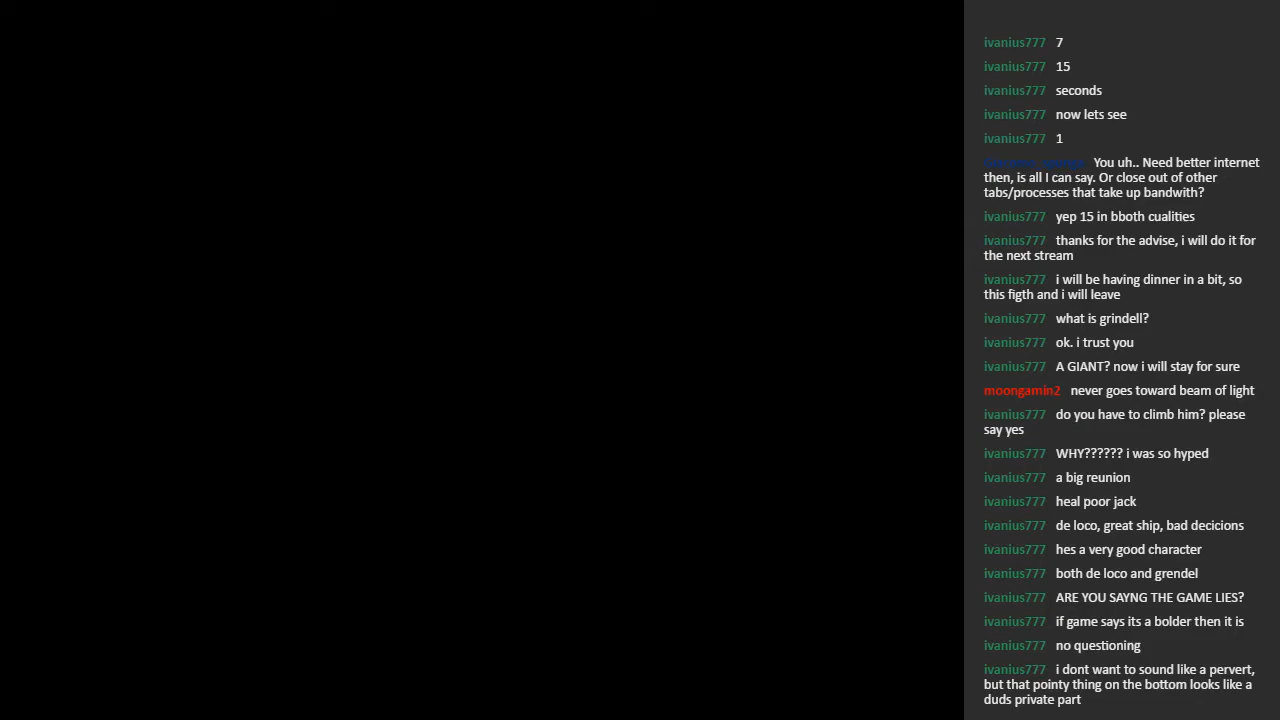 ivanius777 7
ivanius777 15
ivanius777 seconds
ivanius777 now lets see
ivanius777 1
You uh.. Need better internet
then, is all I can say. Or close out of other
tabs/processes that take up bandwith?
ivanius777 yep 15 in bboth cualities
ivanius777 thanks for the advise, i will do it for
the next stream
ivanius777 i will be having dinner in a bit, so
this figth and i will leave
ivanius777 what is grindell?
ivanius777 ok. i trust you
ivanius777 A GIANT? now i will stay for sure
moongamin2 never goes toward beam of light
ivanius777 do you have to climb him? please
say yes
ivanius777 WHY?????? i was so hyped
ivanius777 a big reunion
ivanius777 heal poor jack
ivanius777 de loco, great ship, bad decicions
ivanius777 hes a very good character
ivanius777 both de loco and grendel
ivanius777 ARE YOU SAYNG THE GAME LIES?
ivanius777 if game says its a bolder then it is
ivanius777 no questioning
ivanius777 i dont want to sound like a pervert,
but that pointy thing on the bottom looks like a
duds private part